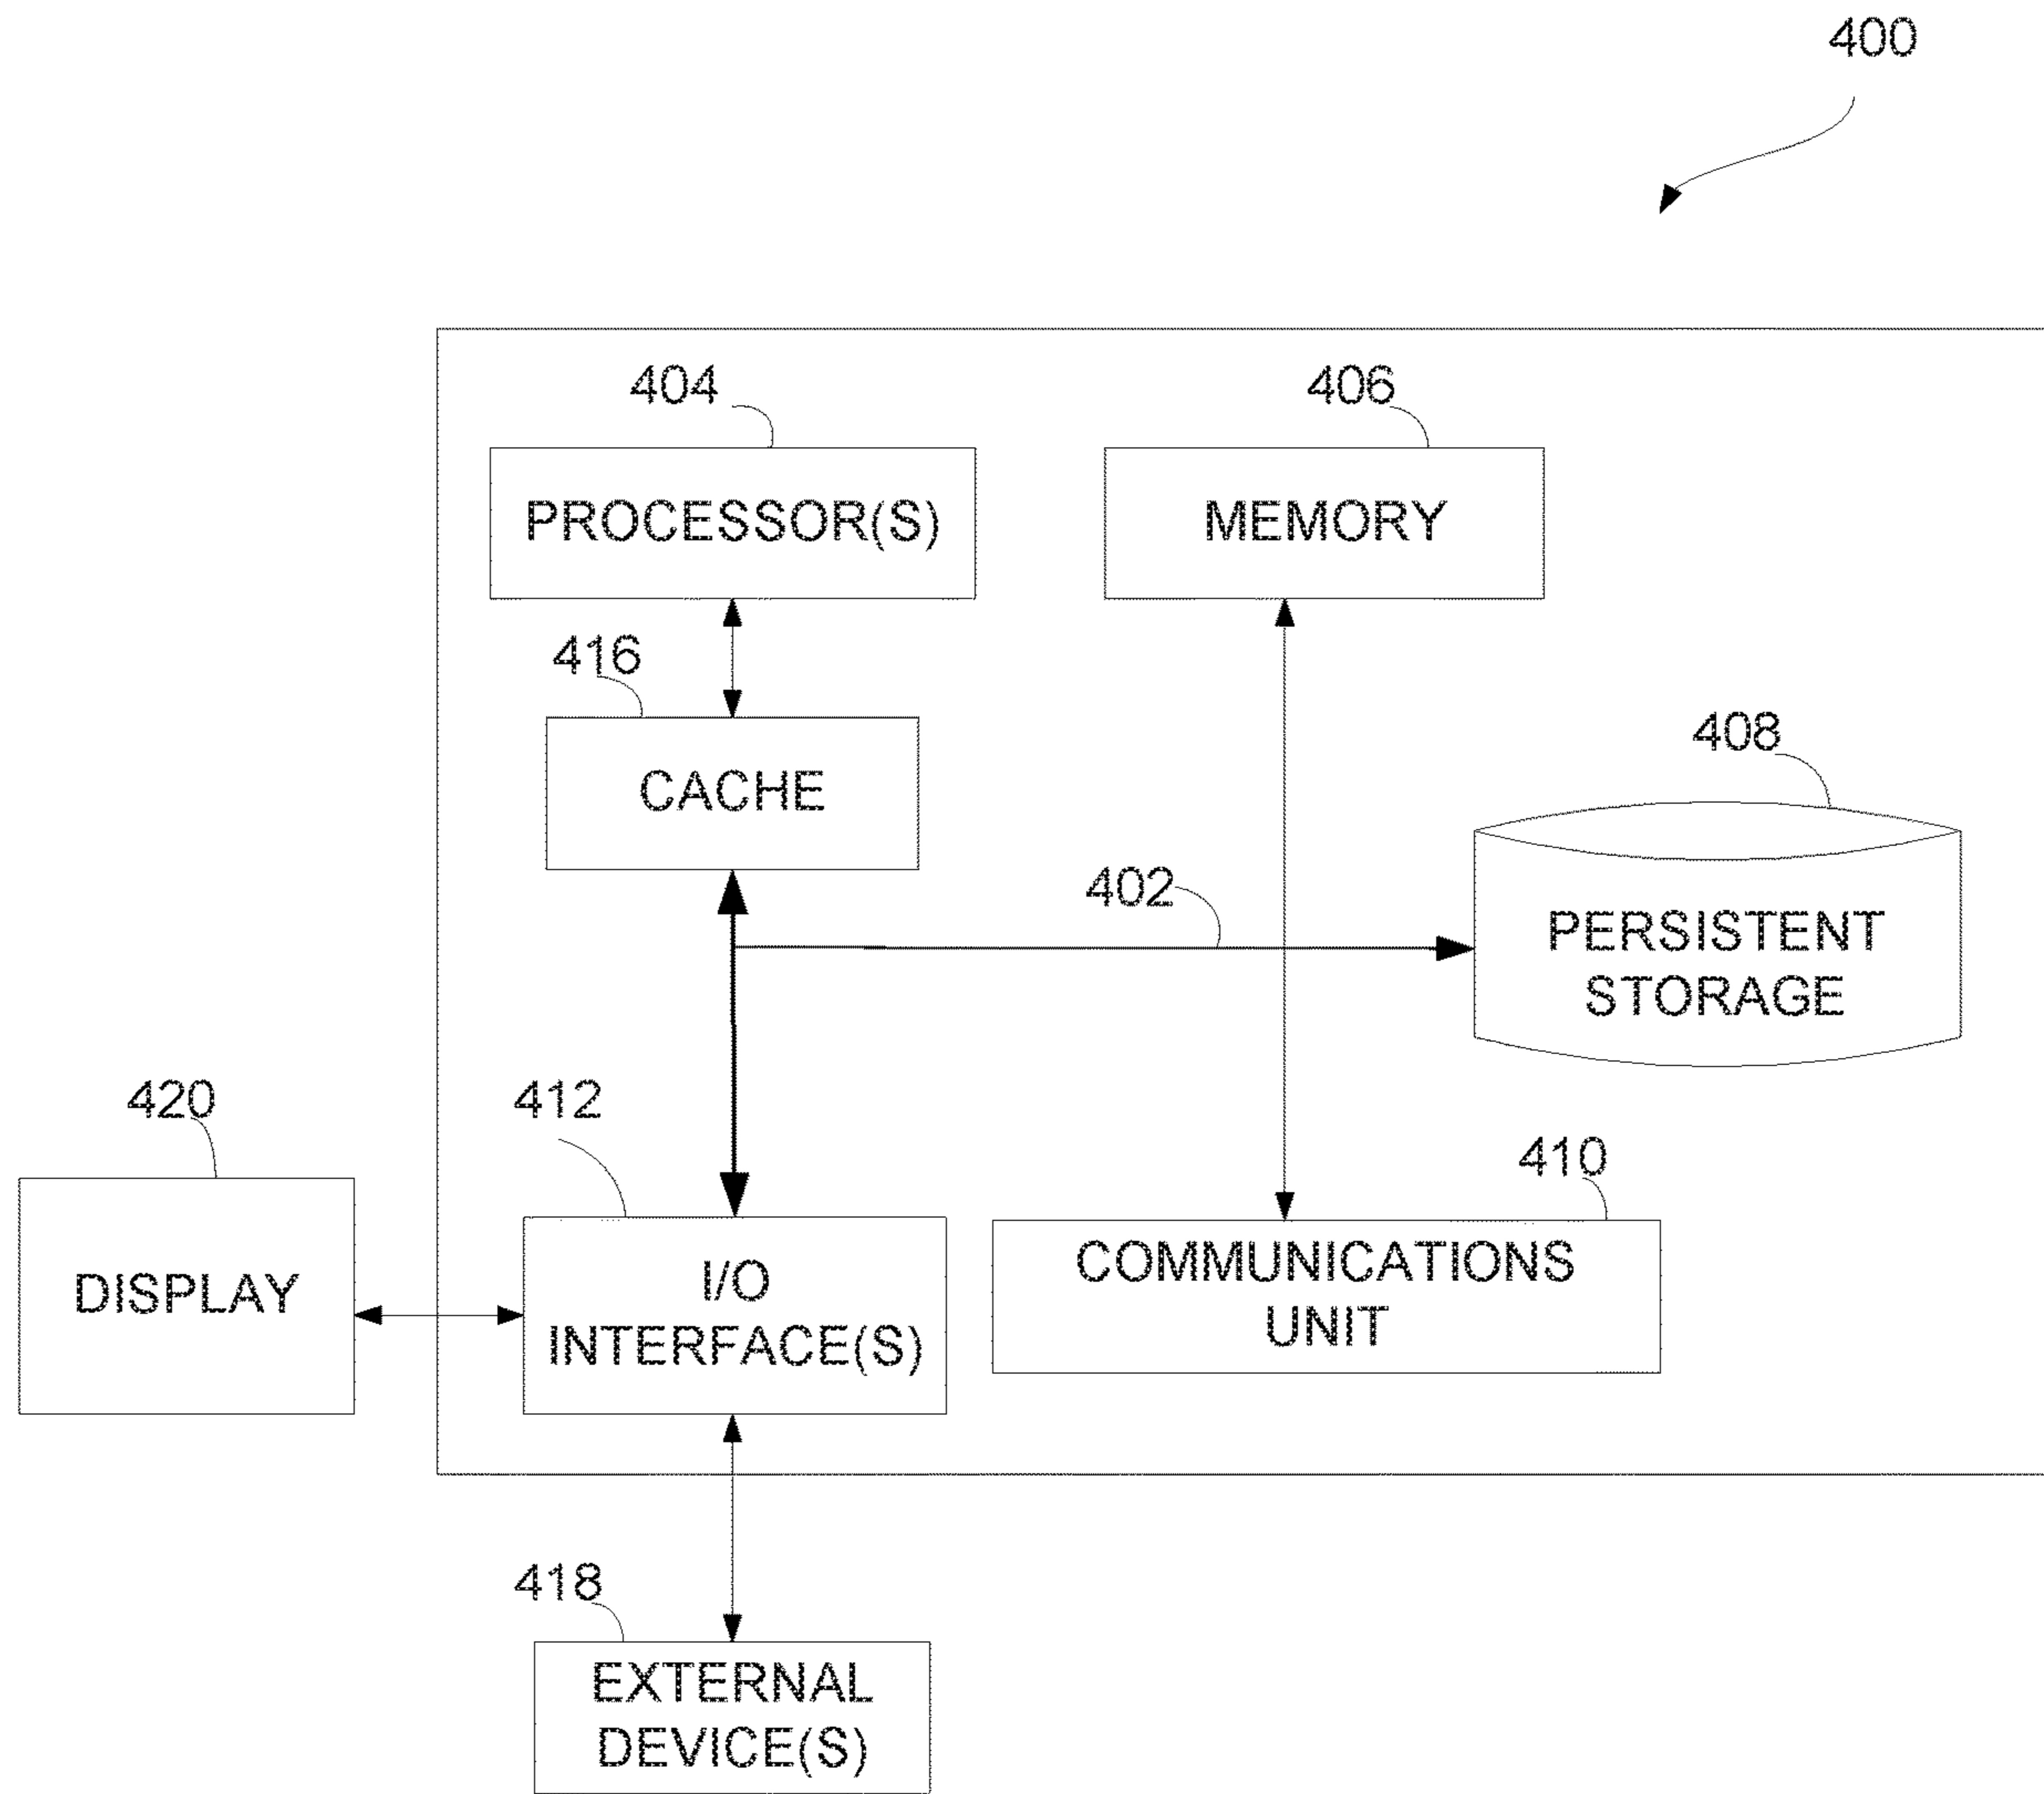 400
404
PROCESSOR(S)
406
MEMORY
416
CACHE
408
PERSISTENT
STORAGE
402
420
DISPLAY
412
I/O
INTERFACE(S)
410
COMMUNICATIONS
UNIT
418
EXTERNAL
DEVICE(S)